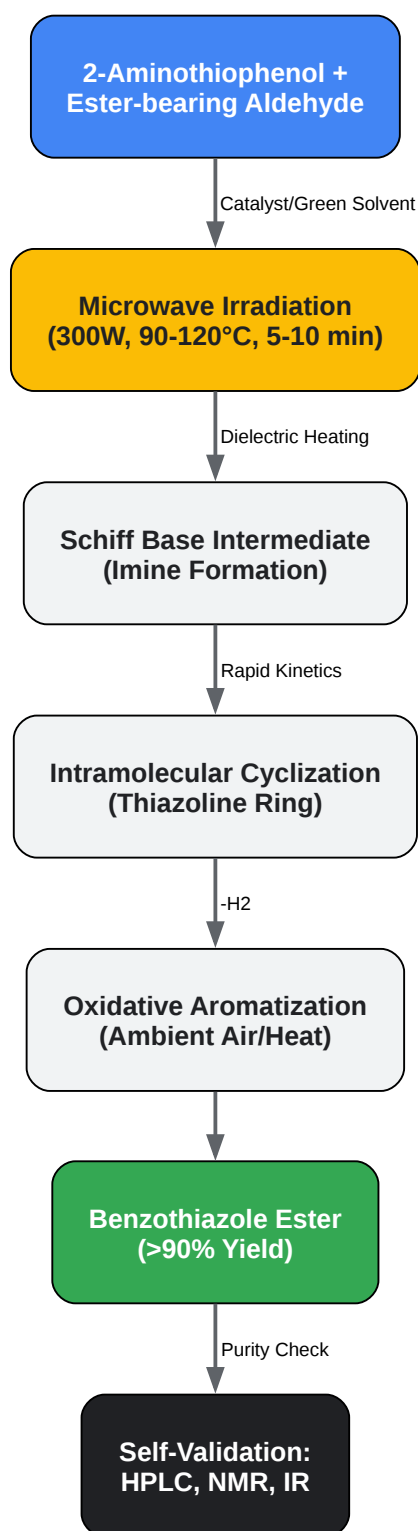 2-Aminothiophenol +
Ester-bearing Aldehyde
Catalyst/Green Solvent
Microwave Irradiation
(300W, 90-120°C, 5-10 min)
Dielectric Heating
Schiff Base Intermediate
(Imine Formation)
Rapid Kinetics
Intramolecular Cyclization
(Thiazoline Ring)
-H2
Oxidative Aromatization
(Ambient Air/Heat)
Benzothiazole Ester
(>90% Yield)
Purity Check
Self-Validation:
HPLC, NMR, IR